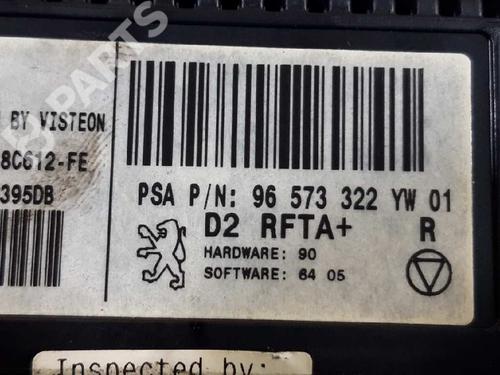 BY VISTEON
8C612-FE
395DB
PSA P/N: 96 573 322 YW 01
D2 RFTA+ R
HARDWARE: 90
SOFTWARE: 64 05
Inspected by:
PARTS